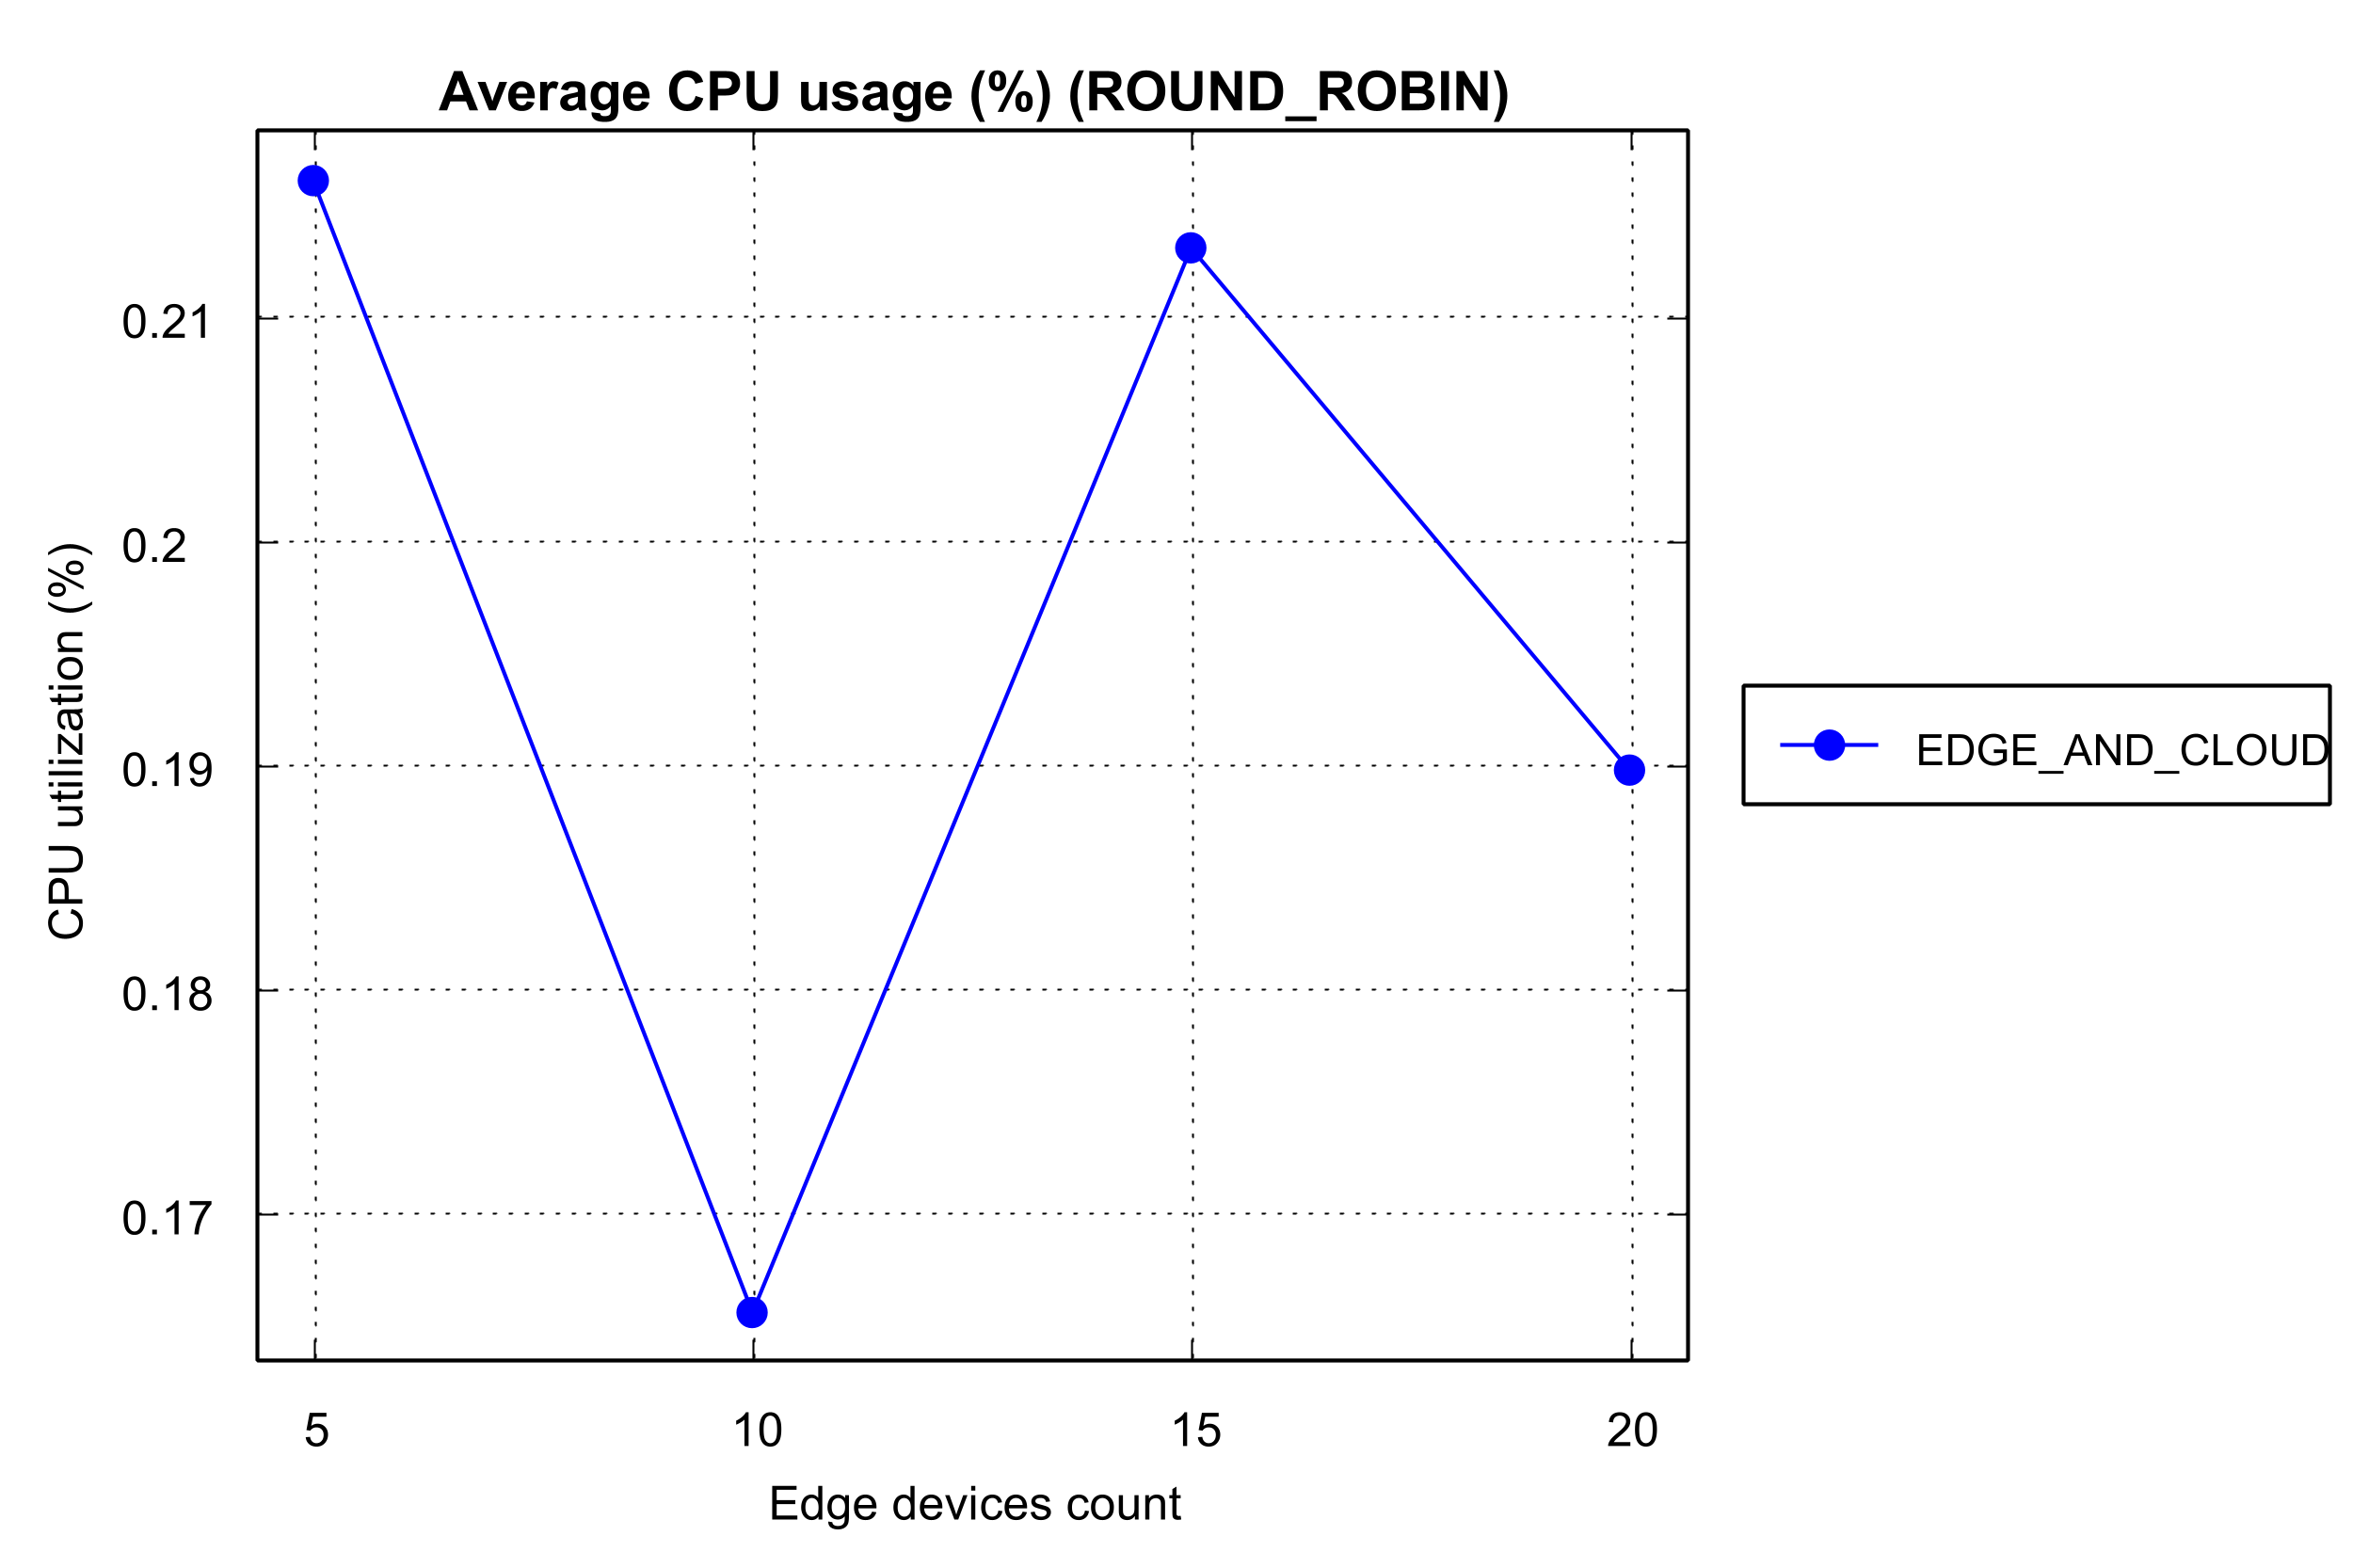 Average CPU usage (%) (ROUND_ROBIN)
CPU utilization (%)
0.21
0.2
0.19
0.18
0.17
5 10 15 20
Edge devices count
EDGE_AND_CLOUD